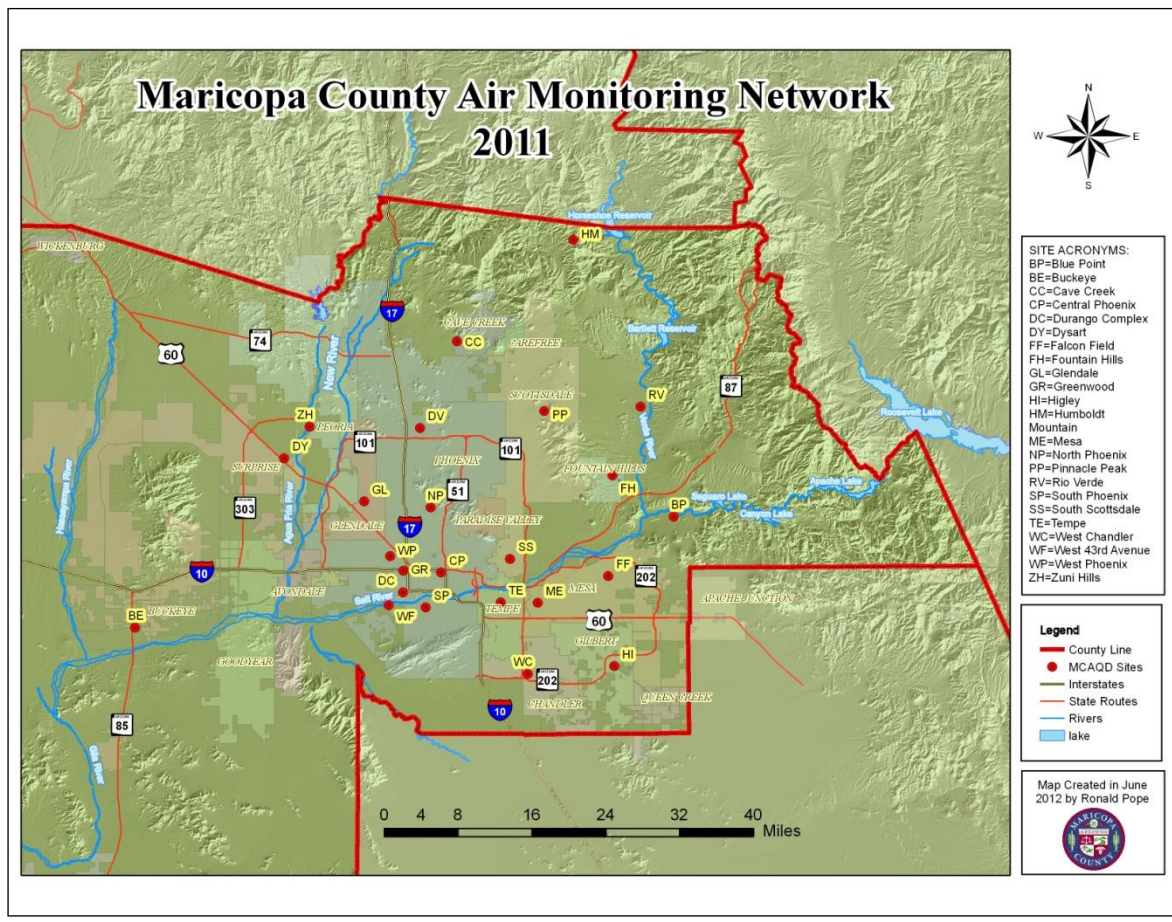 Maricopa County Air Monitoring Network
2011
N
W
E
S
Horseshoe Reservoir
HM
WICKENBURG
17
CAVE CREEK
CC
CAREFREE
Bartlett Reservoir
74
60
New River
87
SCOTTSDALE
PP
RV
Verde River
Roosevelt Lake
ZH
PEORIA
DV
101
PHOENIX
101
DY
SURPRISE
FOUNTAIN HILLS
FH
Apache Lake
Saguaro Lake
BP
Canyon Lake
Hassayampa River
303
Agua Fria River
GL
GLENDALE
NP
51
17
PARADISE VALLEY
WP
SS
10
GR
CP
FF
202
DC
AVONDALE
Salt River
SP
TE
ME
MESA
APACHE JUNCTION
BE
BUCKEYE
WF
TEMPE
60
GILBERT
GOODYEAR
WC
202
HI
QUEEN CREEK
CHANDLER
10
85
Gila River
0 4 8 16 24 32 40
Miles
SITE ACRONYMS:
BP=Blue Point
BE=Buckeye
CC=Cave Creek
CP=Central Phoenix
DC=Durango Complex
DY=Dysart
FF=Falcon Field
FH=Fountain Hills
GL=Glendale
GR=Greenwood
HI=Higley
HM=Humboldt
Mountain
ME=Mesa
NP=North Phoenix
PP=Pinnacle Peak
RV=Rio Verde
SP=South Phoenix
SS=South Scottsdale
TE=Tempe
WC=West Chandler
WF=West 43rd Avenue
WP=West Phoenix
ZH=Zuni Hills
Legend
County Line
MCAQD Sites
Interstates
State Routes
Rivers
lake
Map Created in June
2012 by Ronald Pope
MARICOPA
COUNTY